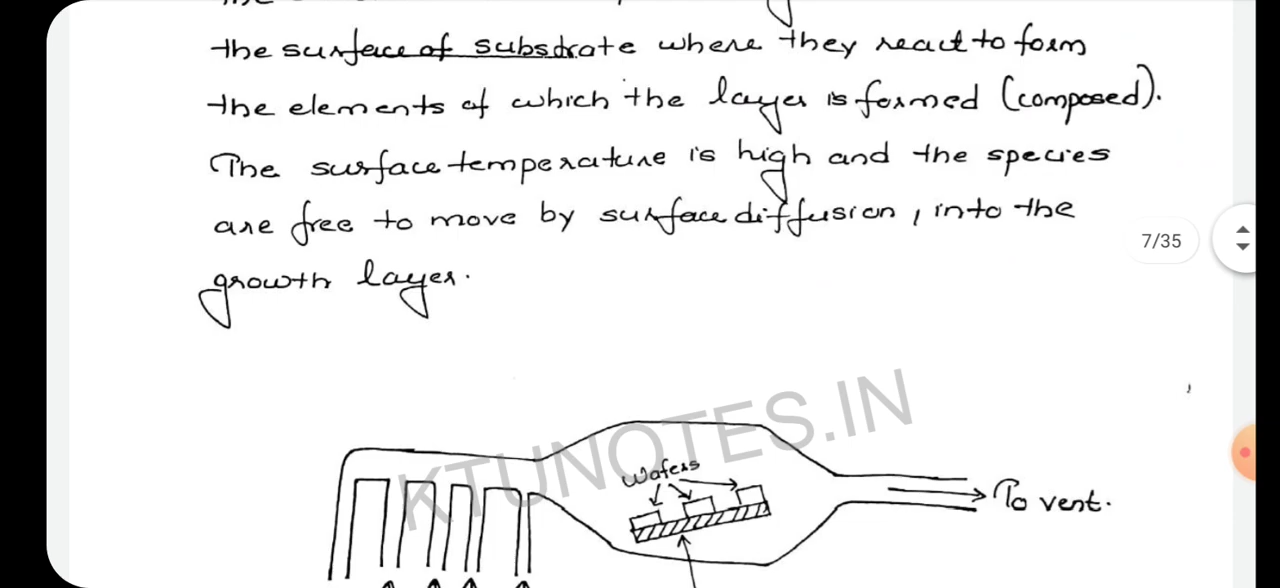 the surface of substrate where they react to form
the elements of which the layer is formed (composed).
The surface temperature is high and the species
are free to move by surface diffusion, into the
growth layer.
7/35
KTUNOTES.IN
Wafers
To vent.